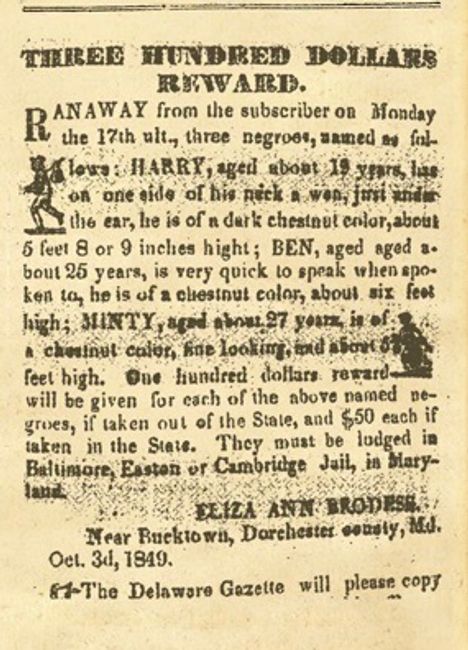 THREE HUNDRED DOLLARS
REWARD.
RANAWAY from the subscriber on Monday
the 17th ult., three negroes, named as fol-
lows: HARRY, aged about 19 years, has
on one side of his neck a wen, just under
the ear, he is of a dark chestnut color, about
5 feet 8 or 9 inches hight; BEN, aged aged a-
bout 25 years, is very quick to speak when spo-
ken to, he is of a chestnut color, about six feet
high; MINTY, aged about 27 years, is of
a chestnut color, fine looking, and about 5
feet high. One hundred dollars reward
will be given for each of the above named ne-
groes, if taken out of the State, and $50 each if
taken in the State. They must be lodged in
Baltimore, Easton or Cambridge Jail, in Mary-
land.
ELIZA ANN BRODESS.
Near Bucktown, Dorchester county, Md.
Oct. 3d, 1849.
The Delaware Gazette will please copy